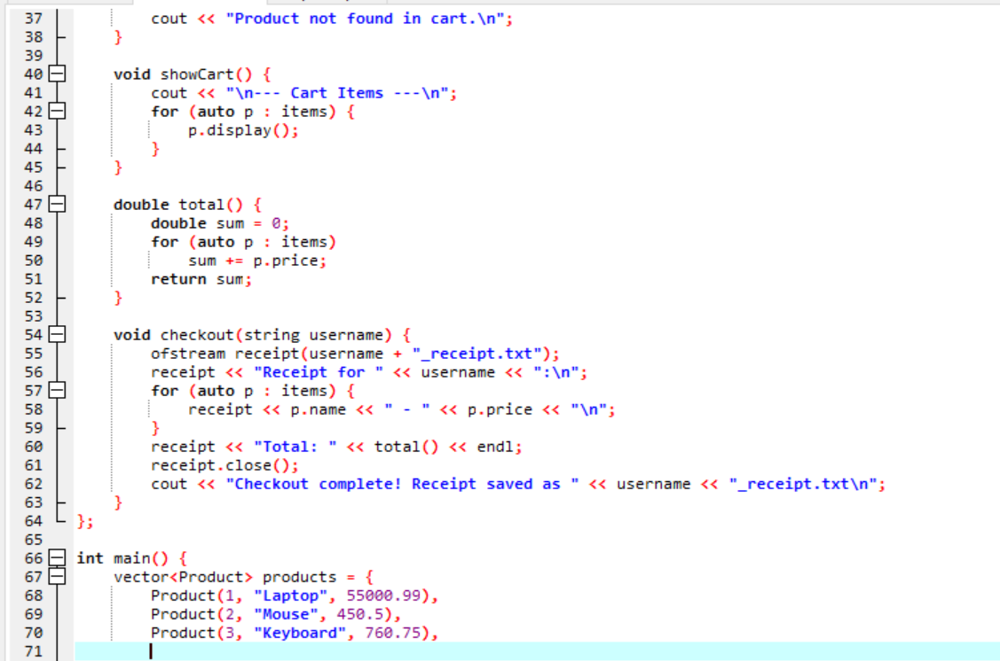 37 cout << "Product not found in cart.\n";
38 }
39
40 void showCart() {
41 cout << "\n--- Cart Items ---\n";
42 for (auto p : items) {
43 p.display();
44 }
45 }
46
47 double total() {
48 double sum = 0;
49 for (auto p : items)
50 sum += p.price;
51 return sum;
52 }
53
54 void checkout(string username) {
55 ofstream receipt(username + "_receipt.txt");
56 receipt << "Receipt for " << username << ":\n";
57 for (auto p : items) {
58 receipt << p.name << " - " << p.price << "\n";
59 }
60 receipt << "Total: " << total() << endl;
61 receipt.close();
62 cout << "Checkout complete! Receipt saved as " << username << "_receipt.txt\n";
63 }
64 };
65
66 int main() {
67 vector<Product> products = {
68 Product(1, "Laptop", 55000.99),
69 Product(2, "Mouse", 450.5),
70 Product(3, "Keyboard", 760.75),
71